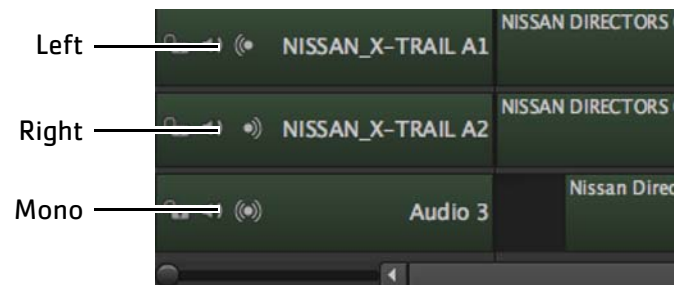 Left
NISSAN_X-TRAIL A1
NISSAN DIRECTORS
Right
NISSAN_X-TRAIL A2
NISSAN DIRECTORS
Mono
Audio 3
Nissan Direc